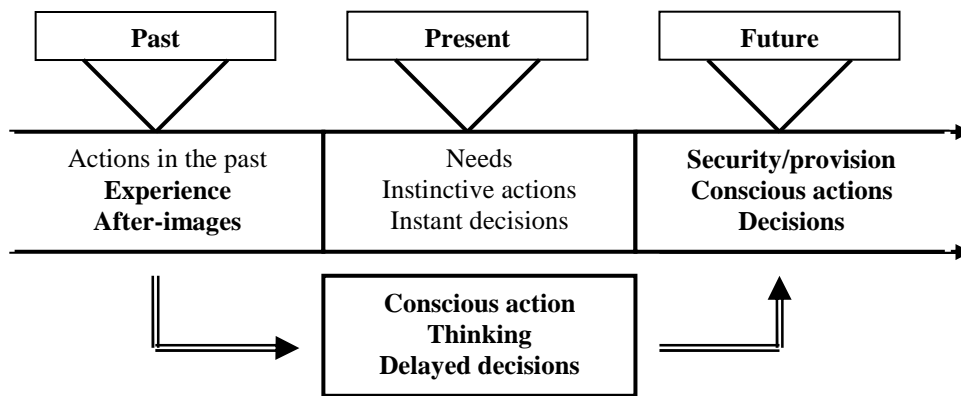 Past
Present
Future
Actions in the past
Experience
After-images
Needs
Instinctive actions
Instant decisions
Security/provision
Conscious actions
Decisions
Conscious action
Thinking
Delayed decisions